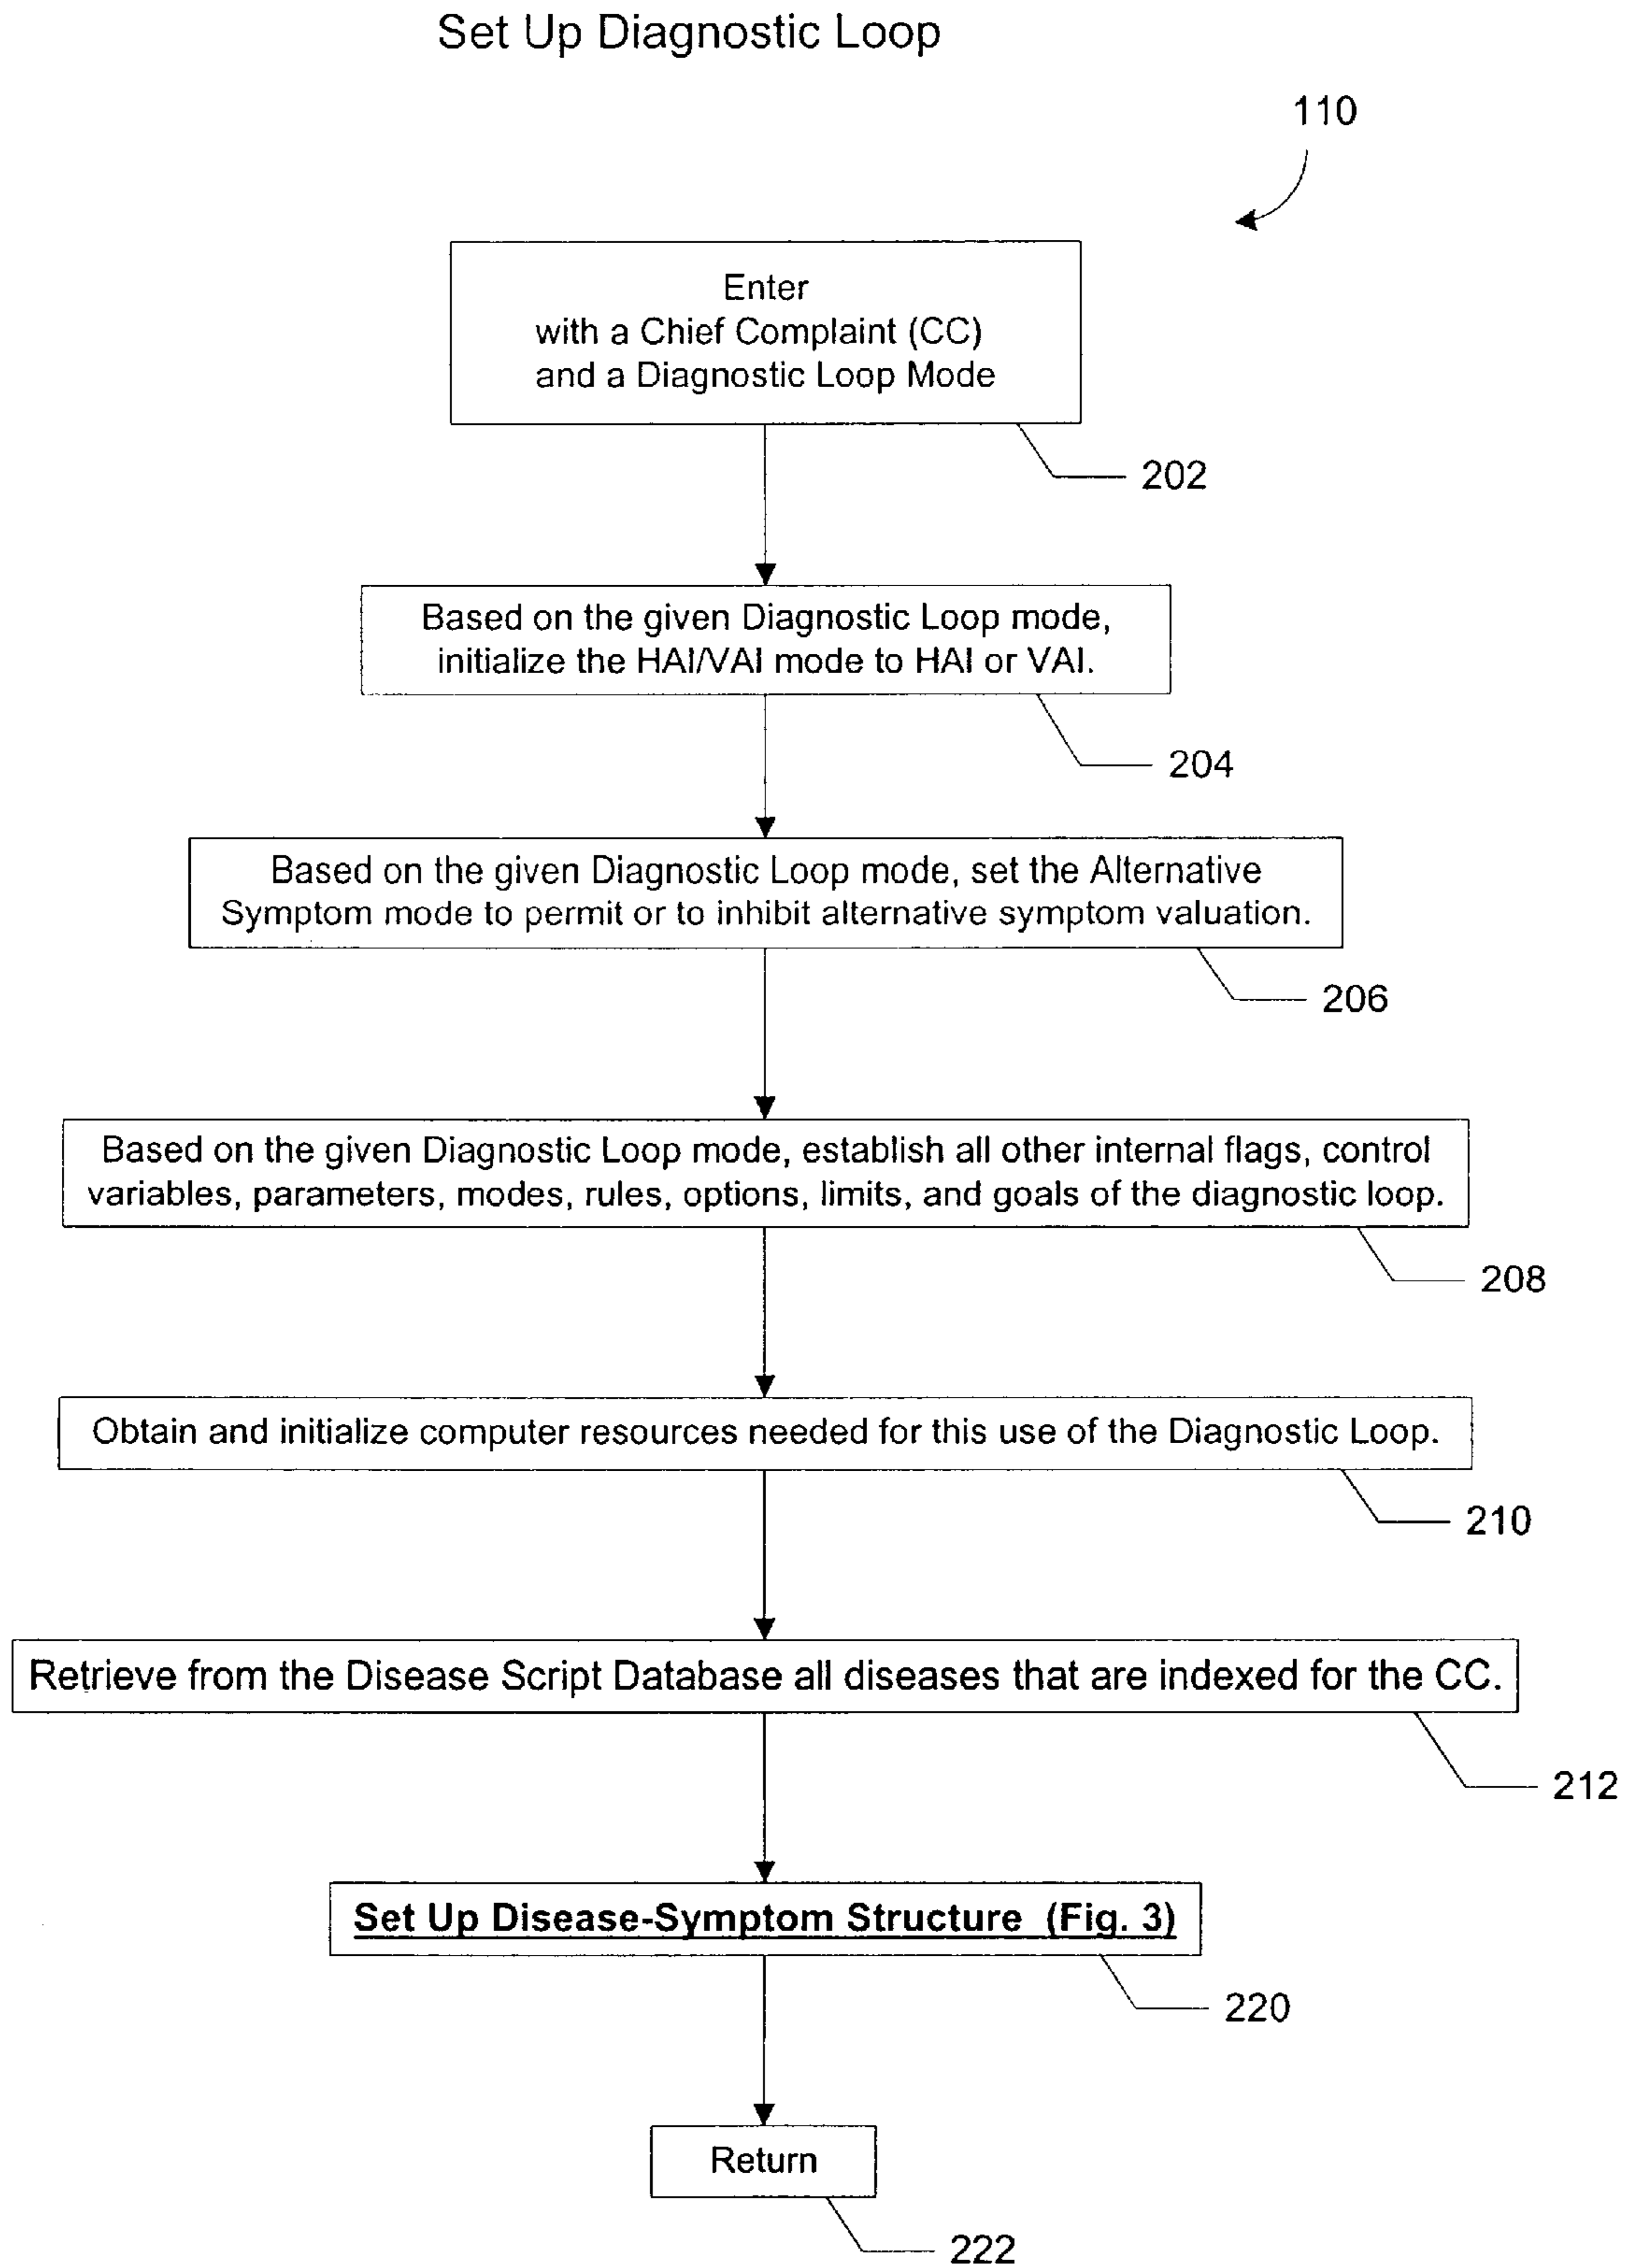 Set Up Diagnostic Loop
110
Enter
with a Chief Complaint (CC)
and a Diagnostic Loop Mode
202
Based on the given Diagnostic Loop mode,
initialize the HAI/VAI mode to HAI or VAI.
204
Based on the given Diagnostic Loop mode, set the Alternative
Symptom mode to permit or to inhibit alternative symptom valuation.
206
Based on the given Diagnostic Loop mode, establish all other internal flags, control
variables, parameters, modes, rules, options, limits, and goals of the diagnostic loop.
208
Obtain and initialize computer resources needed for this use of the Diagnostic Loop.
210
Retrieve from the Disease Script Database all diseases that are indexed for the CC.
212
Set Up Disease-Symptom Structure (Fig. 3)
220
Return
222